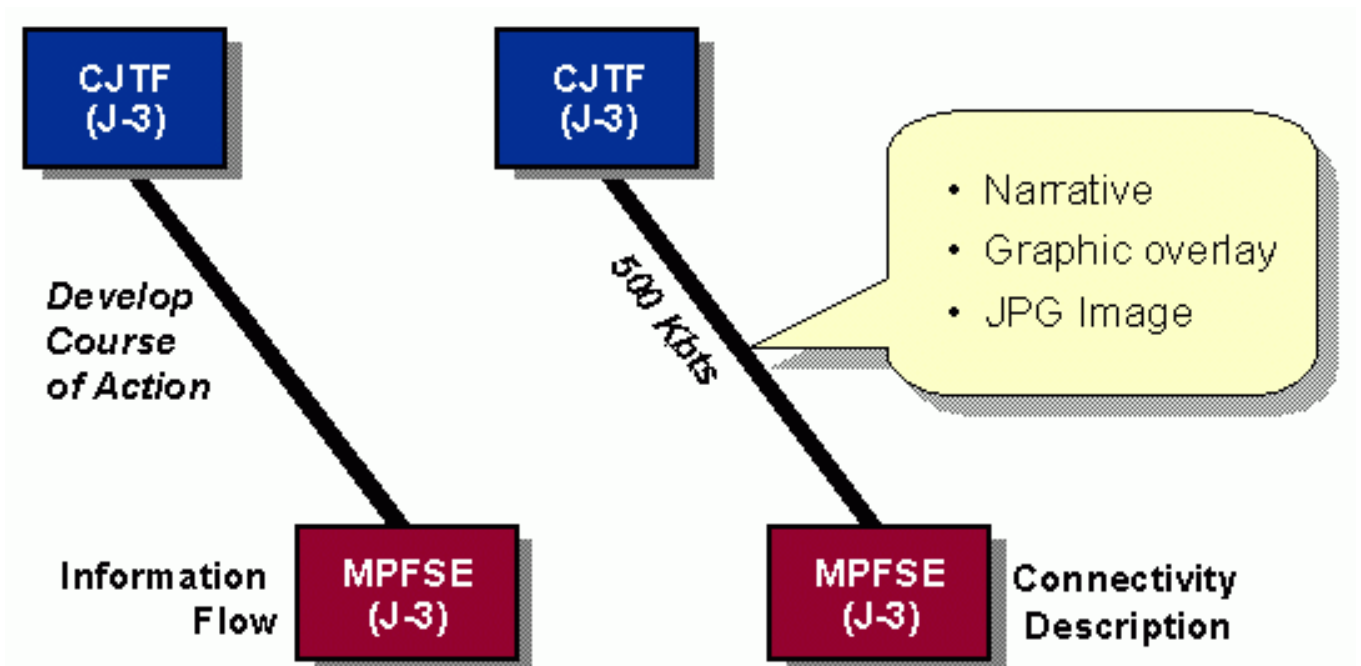 CJTF
(J-3)
CJTF
(J-3)
• Narrative
• Graphic overlay
• JPG Image
Develop
Course
of Action
500 Kbts
Information
Flow
MPFSE
(J-3)
MPFSE
(J-3)
Connectivity
Description